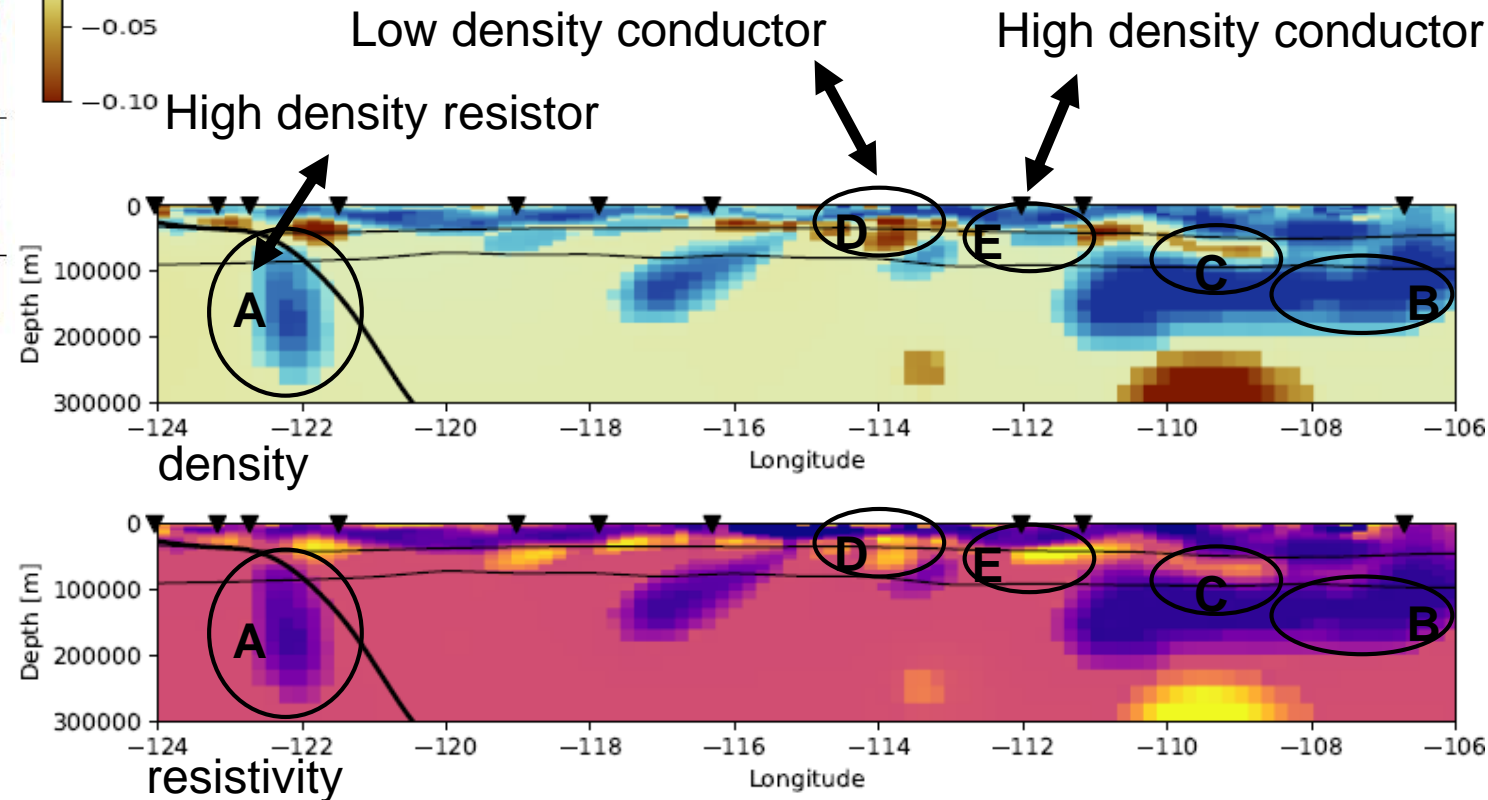 −0.05
−0.10
Low density conductor
High density conductor
High density resistor
0
100000
200000
300000
Depth [m]
A
D
E
C
B
−124
−122
−120
−118
−116
−114
−112
−110
−108
−106
Longitude
density
0
100000
200000
300000
Depth [m]
A
D
E
C
B
−124
−122
−120
−118
−116
−114
−112
−110
−108
−106
Longitude
resistivity